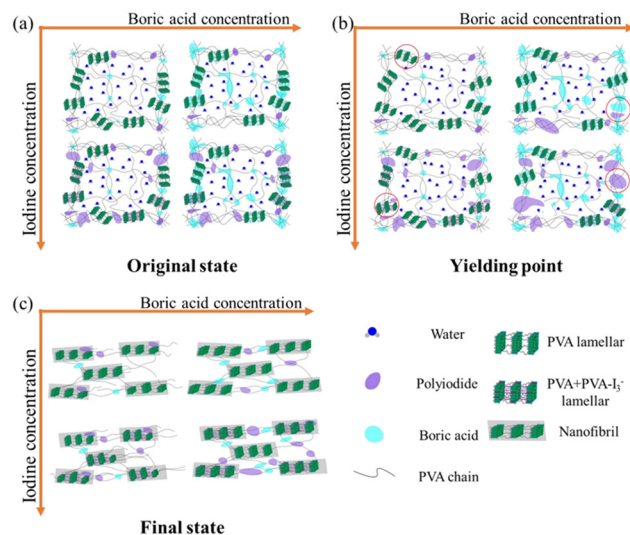 (a)
Boric acid concentration
Iodine concentration
Original state
(b)
Boric acid concentration
Iodine concentration
Yielding point
(c)
Boric acid concentration
Iodine concentration
Final state
Water
Polyiodide
Boric acid
PVA chain
PVA lamellar
PVA+PVA-I₃⁻
lamellar
Nanofibril